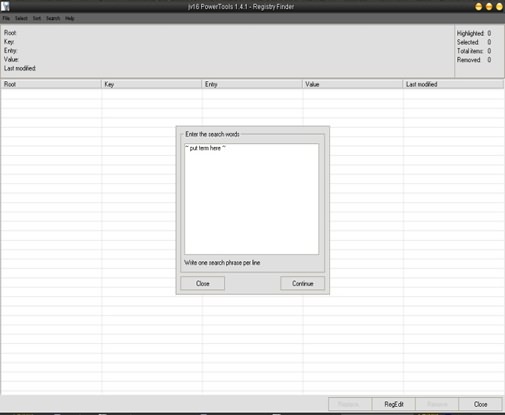 jv16 PowerTools 1.4.1 - Registry Finder
File Select Sort Search Help
Root:
Key:
Entry:
Value:
Last modified:
Highlighted: 0
Selected: 0
Total items: 0
Removed: 0
Root Key Entry Value Last modified
Enter the search words
~ put term here ~
Write one search phrase per line
Close Continue
Replace RegEdit Remove Close